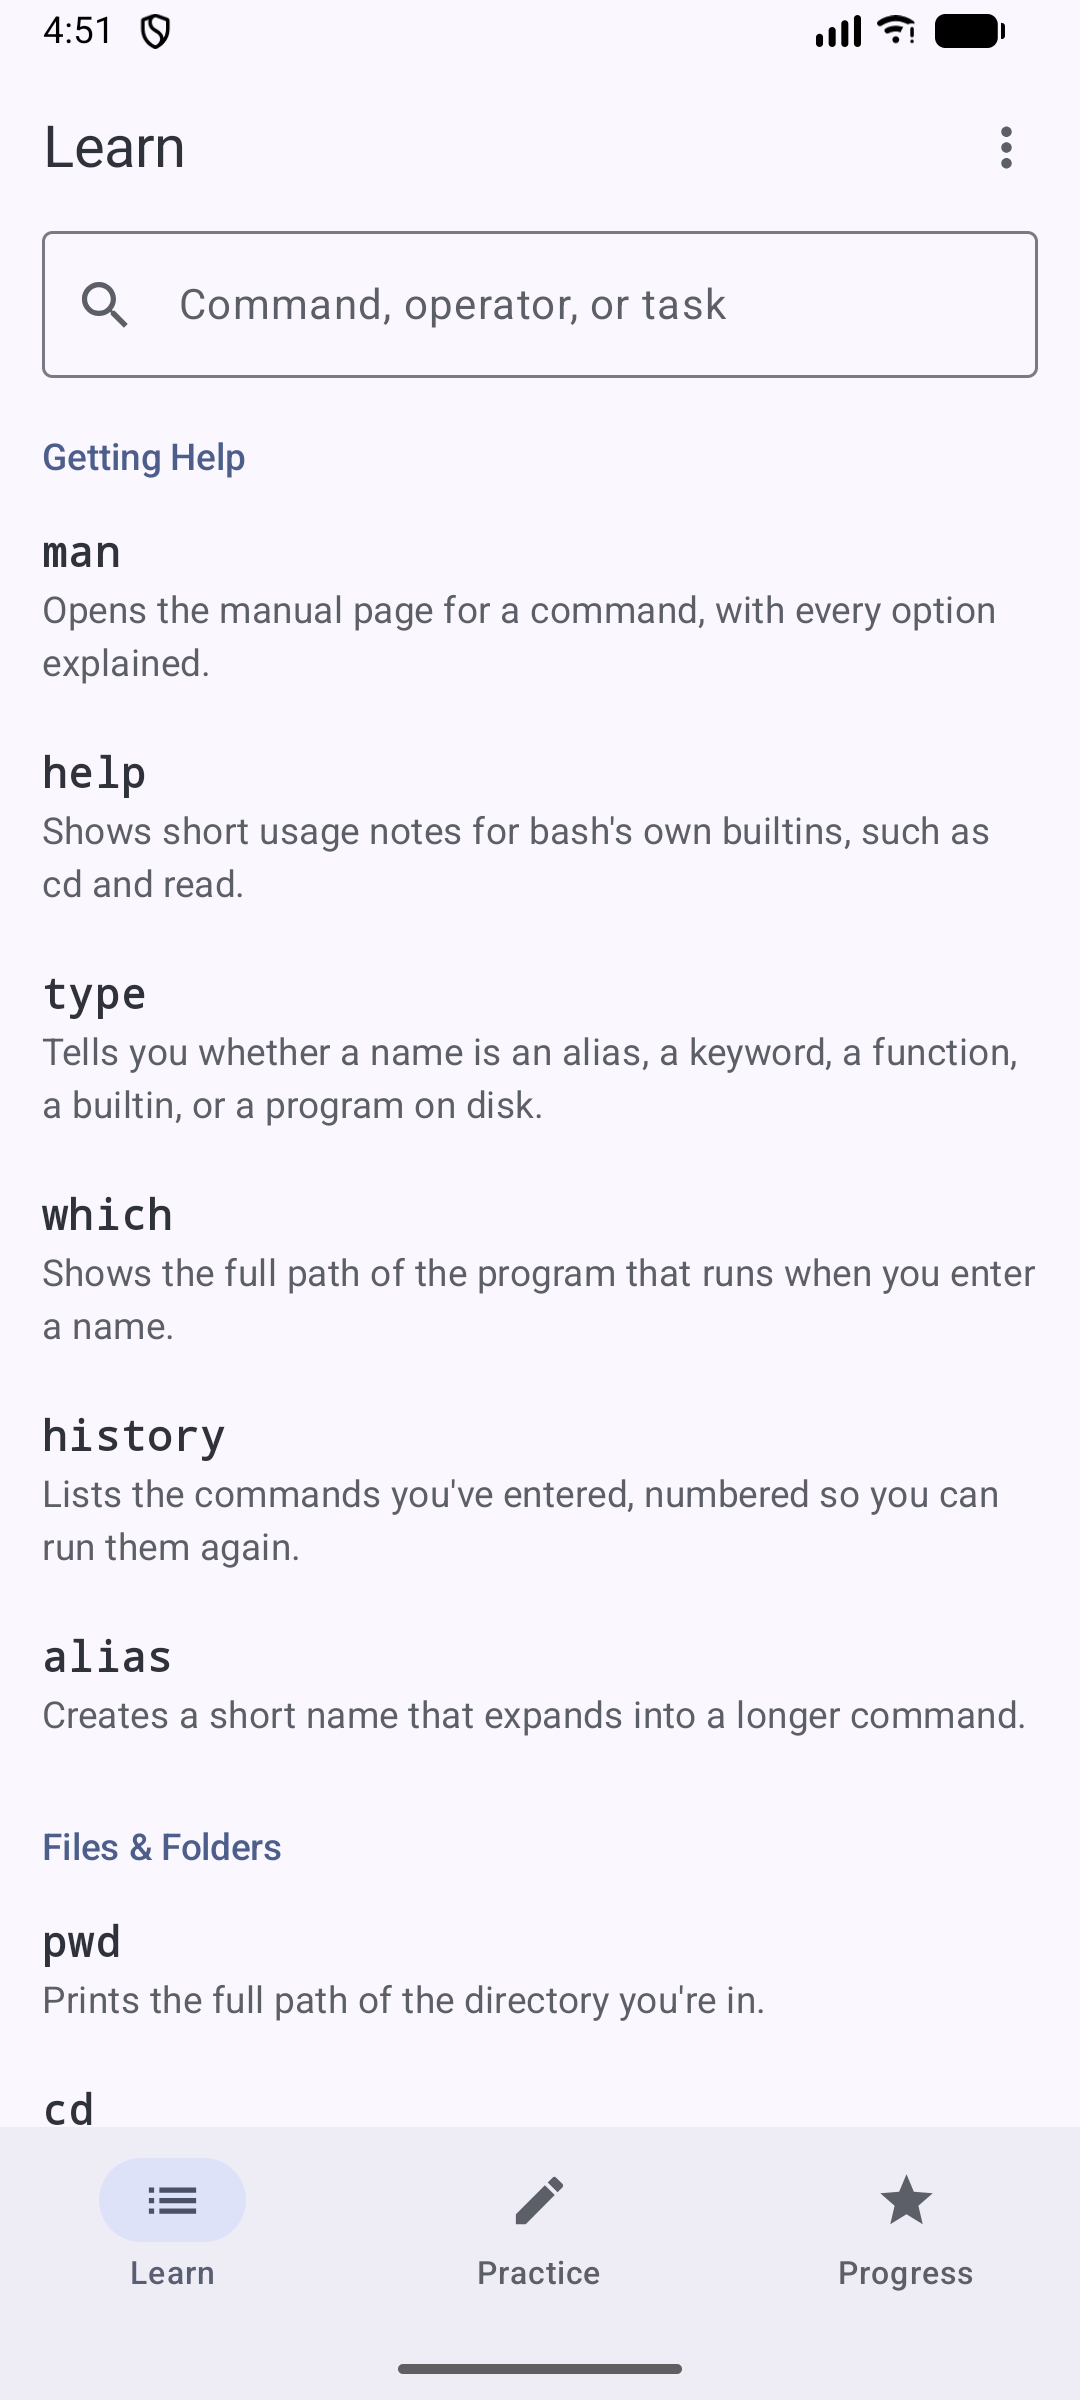 4:51
Learn
Command, operator, or task
Getting Help
man
Opens the manual page for a command, with every option
explained.
help
Shows short usage notes for bash's own builtins, such as
cd and read.
type
Tells you whether a name is an alias, a keyword, a function,
a builtin, or a program on disk.
which
Shows the full path of the program that runs when you enter
a name.
history
Lists the commands you've entered, numbered so you can
run them again.
alias
Creates a short name that expands into a longer command.
Files & Folders
pwd
Prints the full path of the directory you're in.
cd
Learn
Practice
Progress